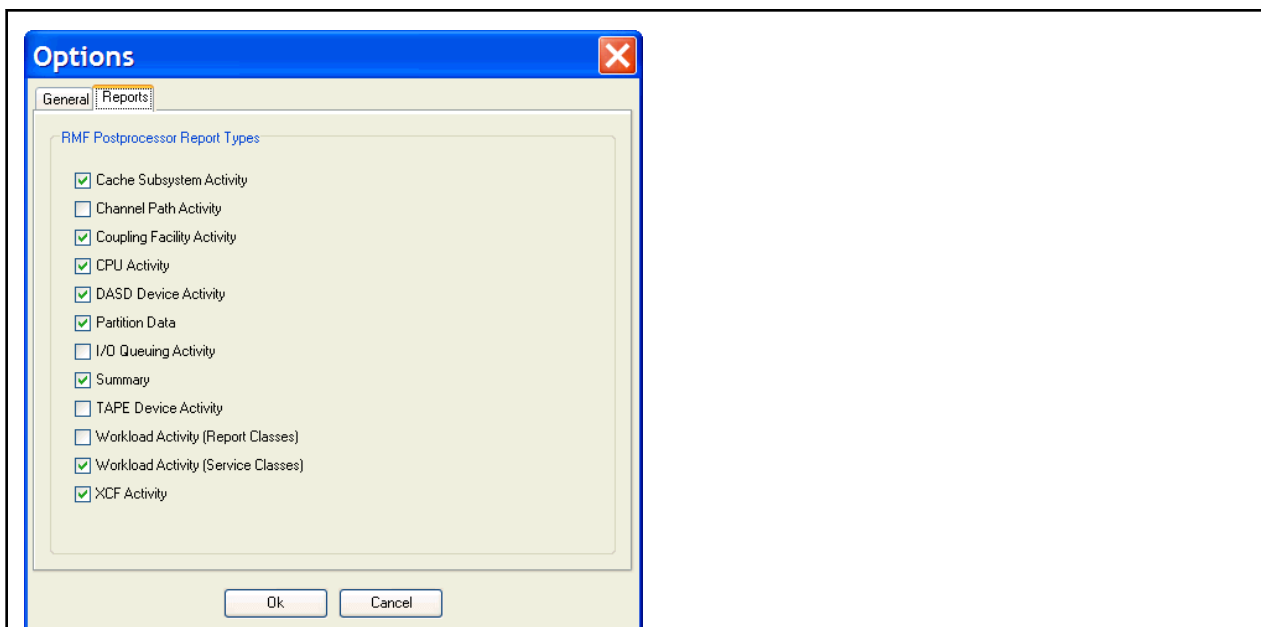 Options
General Reports
RMF Postprocessor Report Types
Cache Subsystem Activity
Channel Path Activity
Coupling Facility Activity
CPU Activity
DASD Device Activity
Partition Data
I/O Queuing Activity
Summary
TAPE Device Activity
Workload Activity (Report Classes)
Workload Activity (Service Classes)
XCF Activity
Ok Cancel